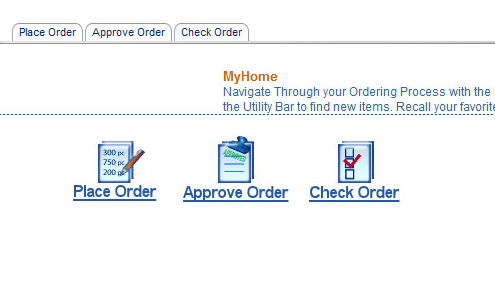 Place Order Approve Order Check Order
MyHome
Navigate Through your Ordering Process with the
the Utility Bar to find new items. Recall your favorite
300 pc
750 pc
200 pc
APPROVED
Place Order Approve Order Check Order